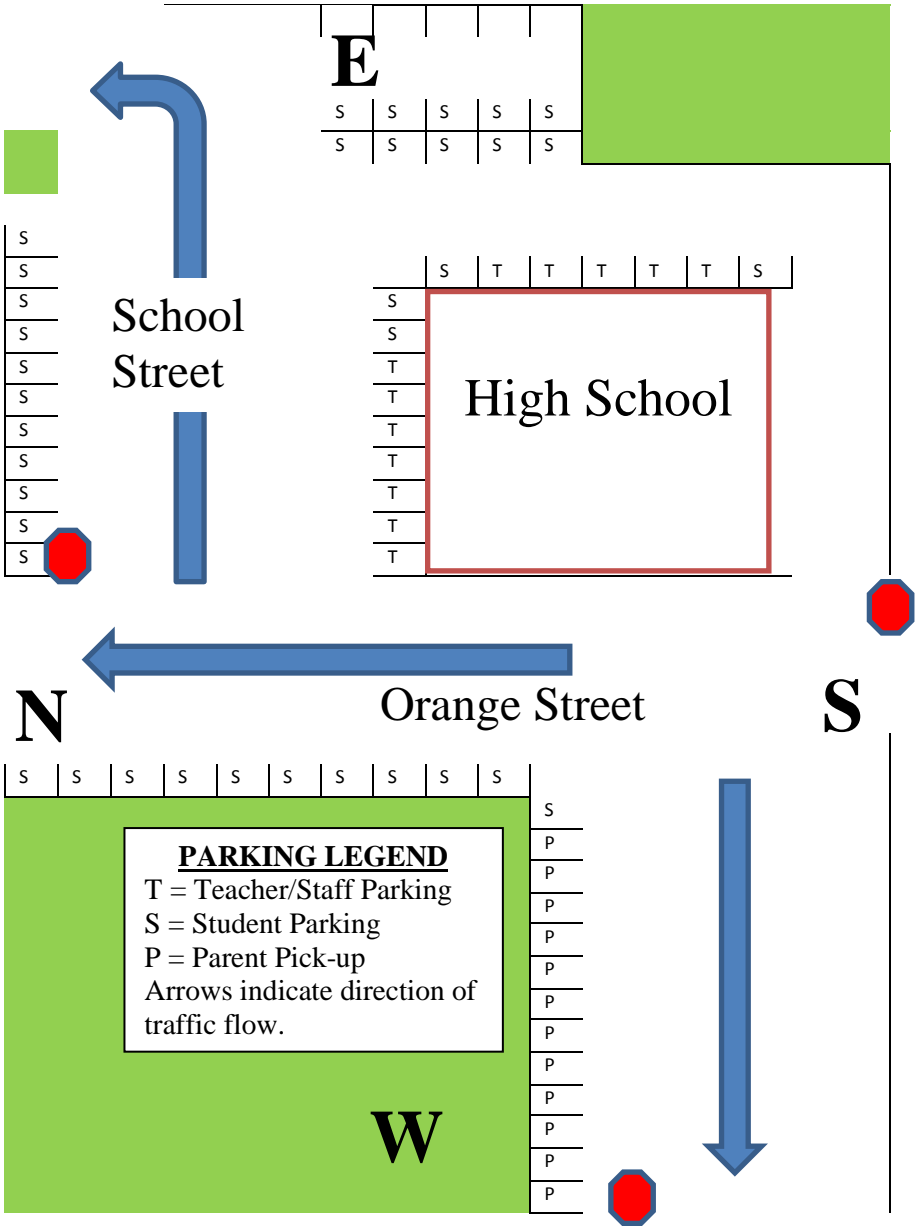 E
S S S S S
S S S S S
S
S
S
S
S
S
S
S
S
S
S
School
Street
S T T T T T S
S
S
T
T
T
T
T
T
T
High School
N
Orange Street
S
S S S S S S S S S S
S
P
P
P
P
P
P
P
P
P
P
P
P
PARKING LEGEND
T = Teacher/Staff Parking
S = Student Parking
P = Parent Pick-up
Arrows indicate direction of
traffic flow.
W